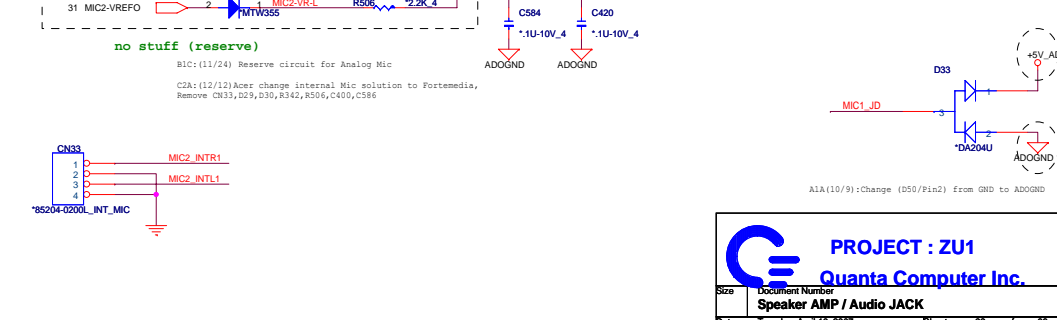 31 MIC2-VREFO 2 1 MIC2-VR-L R506 *2.2K_4
*MTW355
C584
*.1U-10V_4
C420
*.1U-10V_4
no stuff (reserve)
ADOGND
ADOGND
B1C:(11/24) Reserve circuit for Analog Mic
C2A:(12/12)Acer change internal Mic solution to Fortemedia,
Remove CN33,D29,D30,R342,R506,C400,C586
+5V_AD
D33
1
MIC1_JD
3
2
*DA204U
ADOGND
CN33
1 MIC2_INTR1
2
3 MIC2_INTL1
4
*85204-0200L_INT_MIC
A1A(10/9):Change (D50/Pin2) from GND to ADOGND
PROJECT : ZU1
Quanta Computer Inc.
Size Document Number
Speaker AMP / Audio JACK